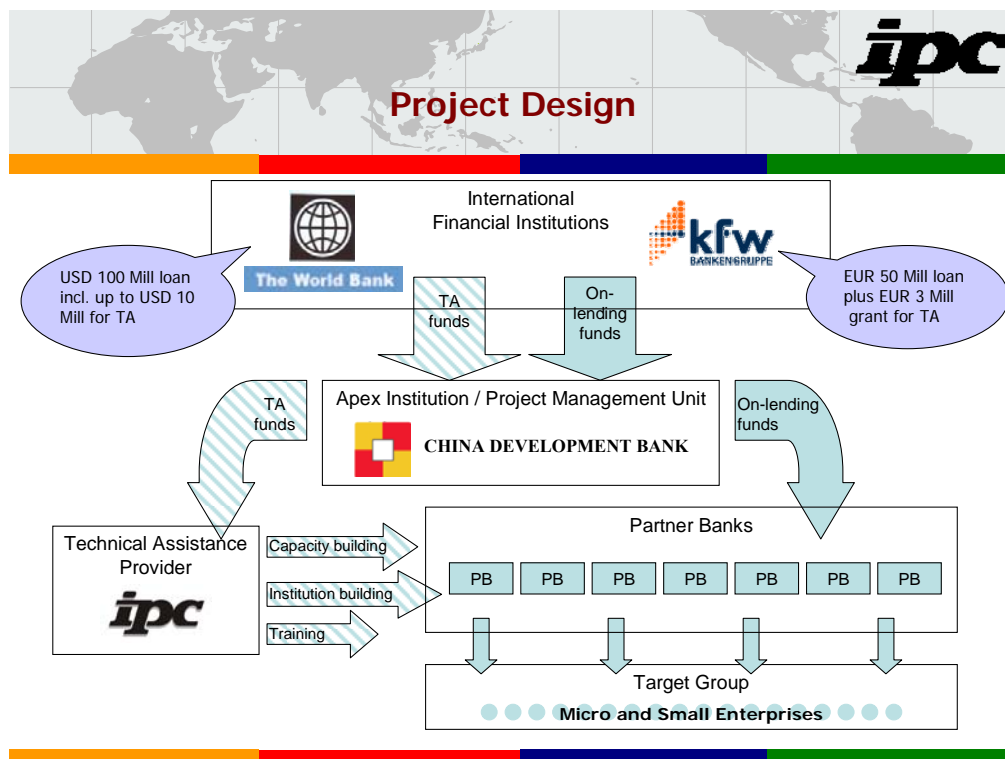 ipc
Project Design
International
Financial Institutions
The World Bank
kfw
BANKENGRUPPE
USD 100 Mill loan
incl. up to USD 10
Mill for TA
EUR 50 Mill loan
plus EUR 3 Mill
grant for TA
TA
funds
On-
lending
funds
TA
funds
Apex Institution / Project Management Unit
CHINA DEVELOPMENT BANK
On-lending
funds
Technical Assistance
Provider
ipc
Capacity building
Institution building
Training
Partner Banks
PB PB PB PB PB PB PB
Target Group
Micro and Small Enterprises